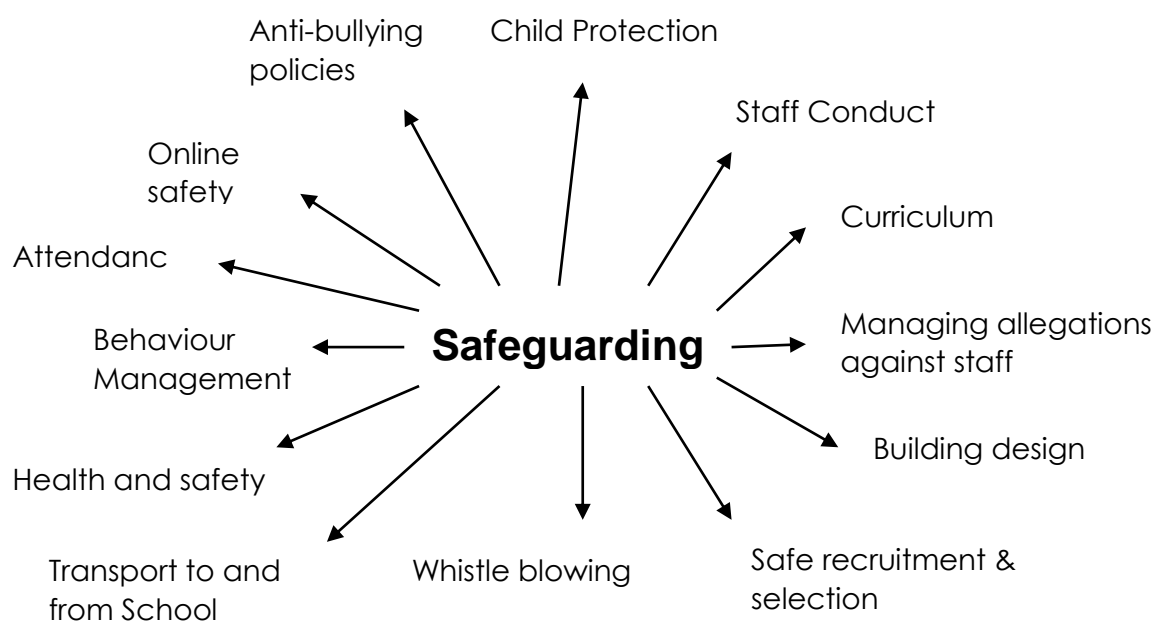 Anti-bullying
policies
Child Protection
Staff Conduct
Online
safety
Curriculum
Attendanc
Behaviour
Management
Safeguarding
Managing allegations
against staff
Building design
Health and safety
Transport to and
from School
Whistle blowing
Safe recruitment &
selection